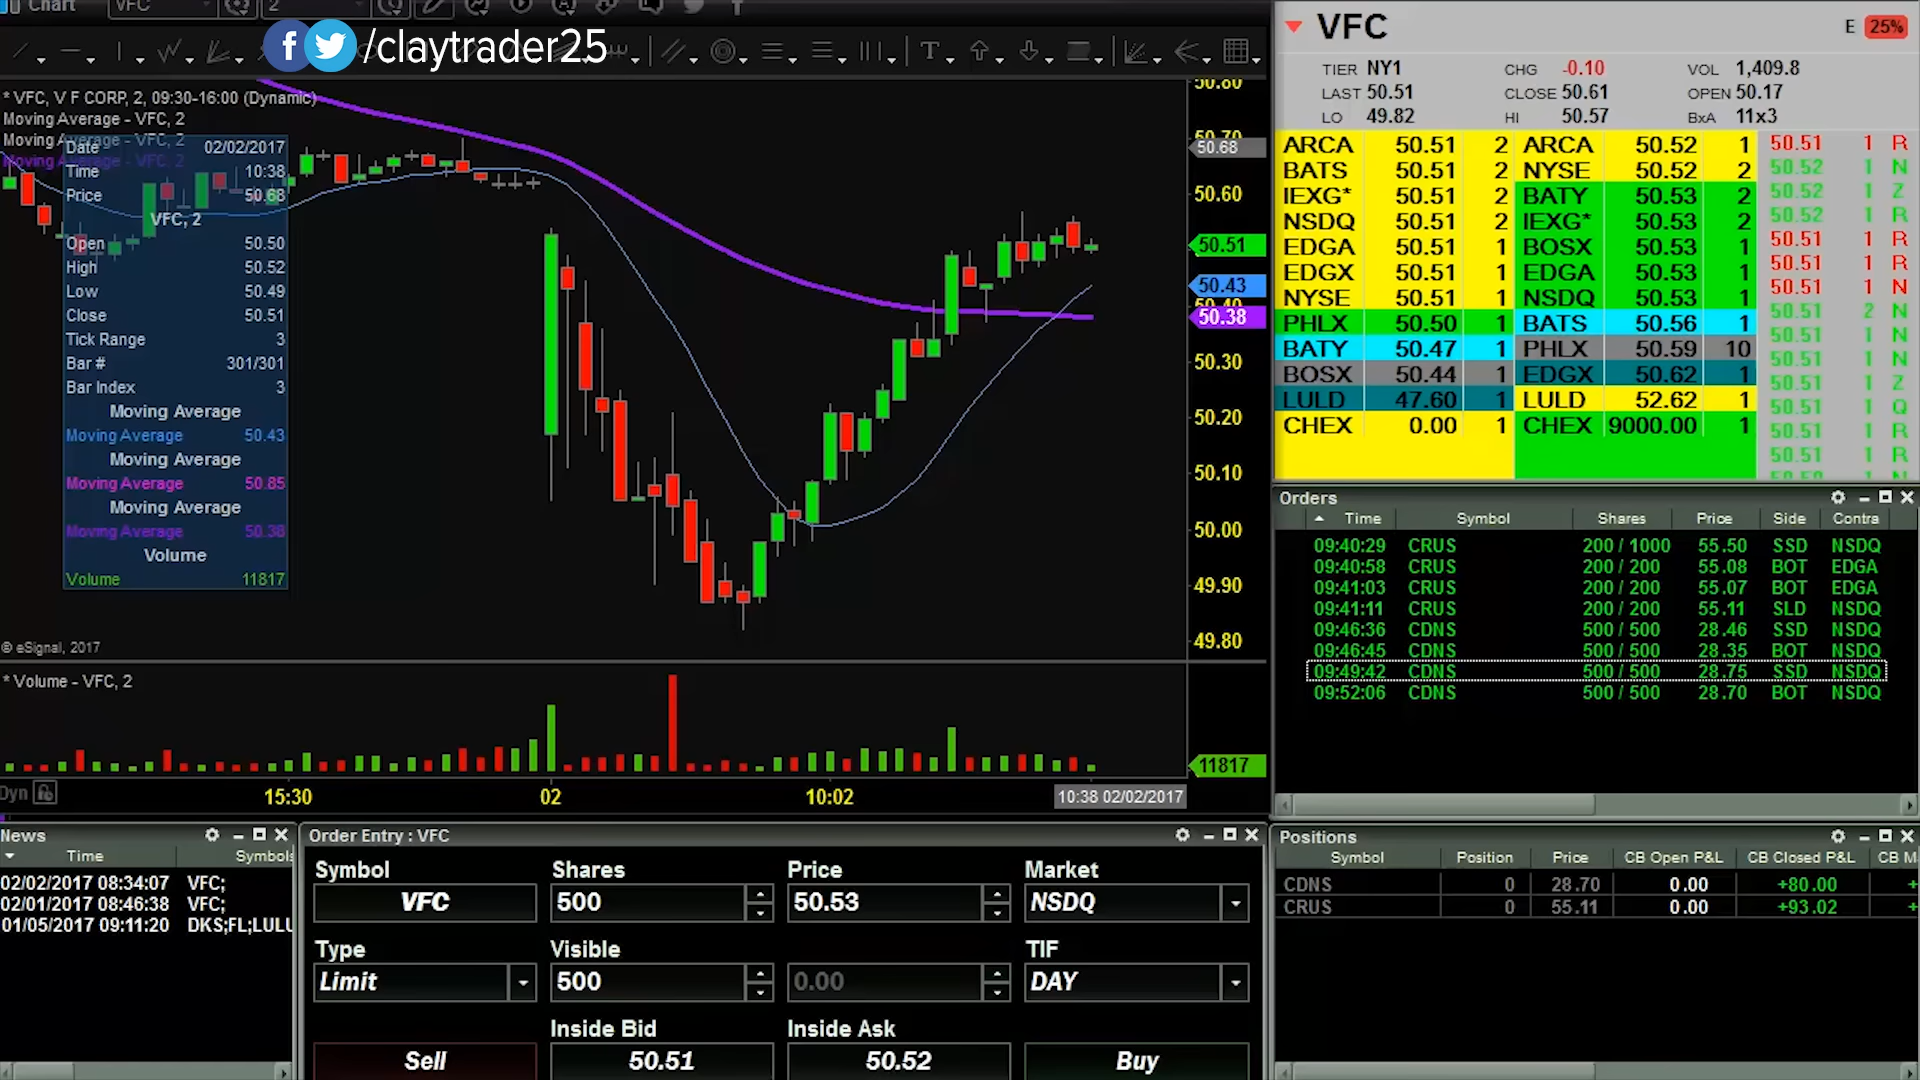 Chart
VFC
2
/claytrader25
* VFC, V F CORP, 2, 09:30-16:00 (Dynamic)
Moving Average - VFC, 2
Moving Average - VFC, 2
Moving Average - VFC, 2
Date 02/02/2017
Time 10:38
Price 50.68
VFC, 2
Open 50.50
High 50.52
Low 50.49
Close 50.51
Tick Range 3
Bar # 301/301
Bar Index 3
Moving Average
Moving Average 50.43
Moving Average
Moving Average 50.85
Moving Average
Moving Average 50.38
Volume
Volume 11817
© eSignal, 2017
50.80
50.70
50.68
50.60
50.51
50.43
50.40
50.38
50.30
50.20
50.10
50.00
49.90
49.80
* Volume - VFC, 2
11817
Dyn
15:30 02 10:02 10:38 02/02/2017
VFC E 25%
TIER NY1 CHG -0.10 VOL 1,409.8
LAST 50.51 CLOSE 50.61 OPEN 50.17
LO 49.82 HI 50.57 BxA 11x3
ARCA 50.51 2 ARCA 50.52 1
BATS 50.51 2 NYSE 50.52 2
IEXG* 50.51 2 BATY 50.53 2
NSDQ 50.51 2 IEXG* 50.53 2
EDGA 50.51 1 BOSX 50.53 1
EDGX 50.51 1 EDGA 50.53 1
NYSE 50.51 1 NSDQ 50.53 1
PHLX 50.50 1 BATS 50.56 1
BATY 50.47 1 PHLX 50.59 10
BOSX 50.44 1 EDGX 50.62 1
LULD 47.60 1 LULD 52.62 1
CHEX 0.00 1 CHEX 9000.00 1
50.51 1 R
50.52 1 N
50.52 1 Z
50.52 1 R
50.51 1 R
50.51 1 R
50.51 1 N
50.51 2 N
50.51 1 N
50.51 1 N
50.51 1 Z
50.51 1 Q
50.51 1 R
50.51 1 R
Orders
Time Symbol Shares Price Side Contra
09:40:29 CRUS 200 / 1000 55.50 SSD NSDQ
09:40:58 CRUS 200 / 200 55.08 BOT EDGA
09:41:03 CRUS 200 / 200 55.07 BOT EDGA
09:41:11 CRUS 200 / 200 55.11 SLD NSDQ
09:46:36 CDNS 500 / 500 28.46 SSD NSDQ
09:46:45 CDNS 500 / 500 28.35 BOT NSDQ
09:49:42 CDNS 500 / 500 28.75 SSD NSDQ
09:52:06 CDNS 500 / 500 28.70 BOT NSDQ
News
Time Symbols
02/02/2017 08:34:07 VFC;
02/01/2017 08:46:38 VFC;
01/05/2017 09:11:20 DKS;FL;LULU
Order Entry : VFC
Symbol Shares Price Market
VFC 500 50.53 NSDQ
Type Visible TIF
Limit 500 0.00 DAY
Inside Bid Inside Ask
Sell 50.51 50.52 Buy
Positions
Symbol Position Price CB Open P&L CB Closed P&L CB M
CDNS 0 28.70 0.00 +80.00 +
CRUS 0 55.11 0.00 +93.02 +